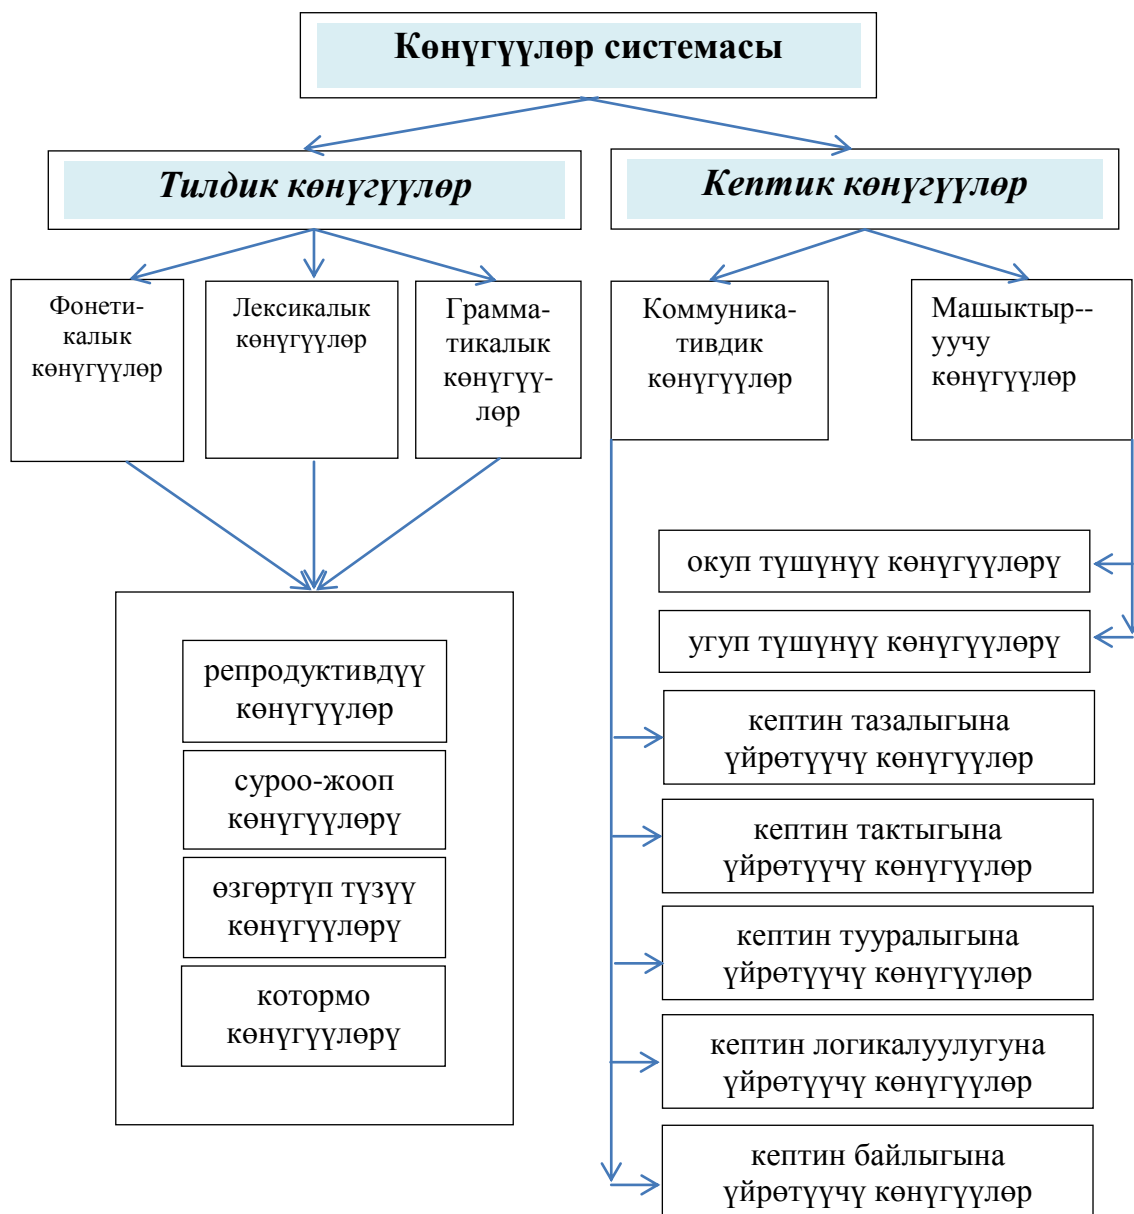 Көнүгүүлөр системасы
Тилдик көнүгүүлөр
Кептик көнүгүүлөр
Фонети-
калык
көнүгүүлөр
Лексикалык
көнүгүүлөр
Грамма-
тикалык
көнүгүү-
лөр
Коммуника-
тивдик
көнүгүүлөр
Машыктыр--
уучу
көнүгүүлөр
репродуктивдүү
көнүгүүлөр
суроо-жооп
көнүгүүлөрү
өзгөртүп түзүү
көнүгүүлөрү
котормо
көнүгүүлөрү
окуп түшүнүү көнүгүүлөрү
угуп түшүнүү көнүгүүлөрү
кептин тазалыгына
үйрөтүүчү көнүгүүлөр
кептин тактыгына
үйрөтүүчү көнүгүүлөр
кептин тууралыгына
үйрөтүүчү көнүгүүлөр
кептин логикалуулугуна
үйрөтүүчү көнүгүүлөр
кептин байлыгына
үйрөтүүчү көнүгүүлөр